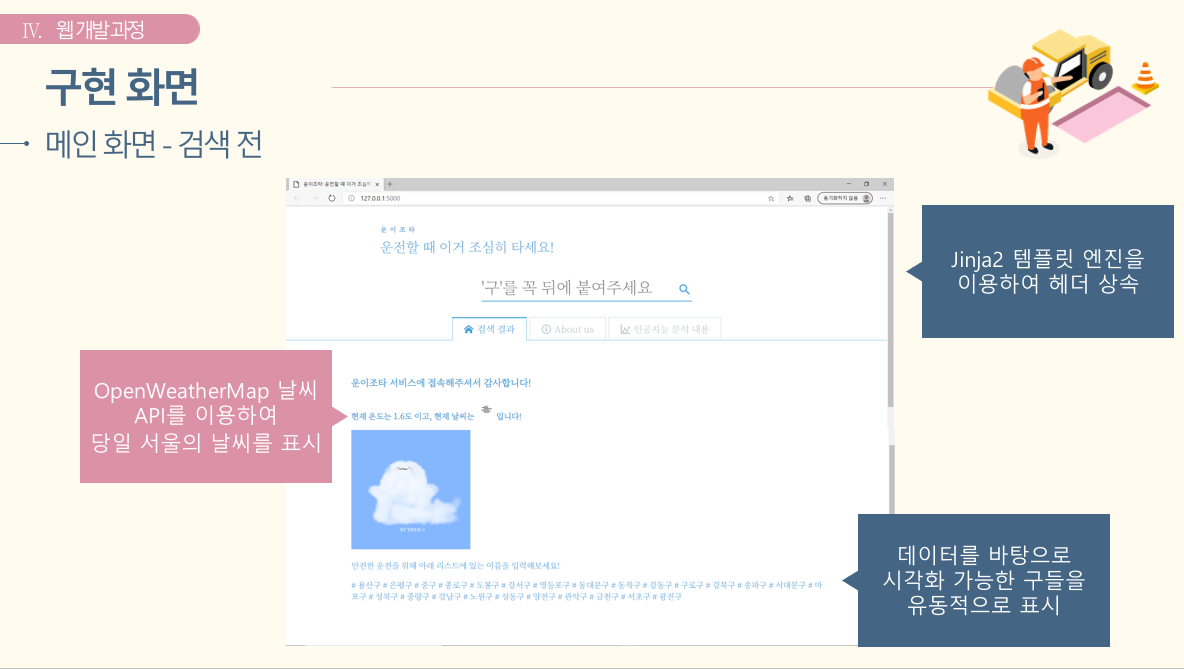 IV. 웹개발과정
구현 화면
메인 화면 - 검색 전
운이조타: 운전할 때 이거 조심히
127.0.0.1:5000
동기화하지 않음
운이조타
운전할 때 이거 조심히 타세요!
'구'를 꼭 뒤에 붙여주세요
검색 결과
About us
인공지능 분석 내용
Jinja2 템플릿 엔진을
이용하여 헤더 상속
OpenWeatherMap 날씨
API를 이용하여
당일 서울의 날씨를 표시
운이조타 서비스에 접속해주셔서 감사합니다!
현재 온도는 1.6도 이고, 현재 날씨는 입니다!
안전한 운전을 위해 아래 리스트에 있는 이름을 입력해보세요!
# 용산구 # 은평구 # 중구 # 종로구 # 도봉구 # 강서구 # 영등포구 # 동대문구 # 동작구 # 강동구 # 구로구 # 강북구 # 송파구 # 서대문구 # 마
포구 # 성북구 # 중랑구 # 강남구 # 노원구 # 성동구 # 양천구 # 관악구 # 금천구 # 서초구 # 광진구
데이터를 바탕으로
시각화 가능한 구들을
유동적으로 표시